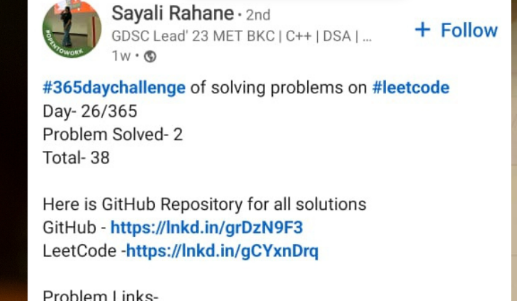 Sayali Rahane • 2nd
GDSC Lead' 23 MET BKC | C++ | DSA | ...
1w •
+ Follow
#OPENTOWORK
#365daychallenge of solving problems on #leetcode
Day- 26/365
Problem Solved- 2
Total- 38
Here is GitHub Repository for all solutions
GitHub - https://lnkd.in/grDzN9F3
LeetCode -https://lnkd.in/gCYxnDrq
Problem Links-